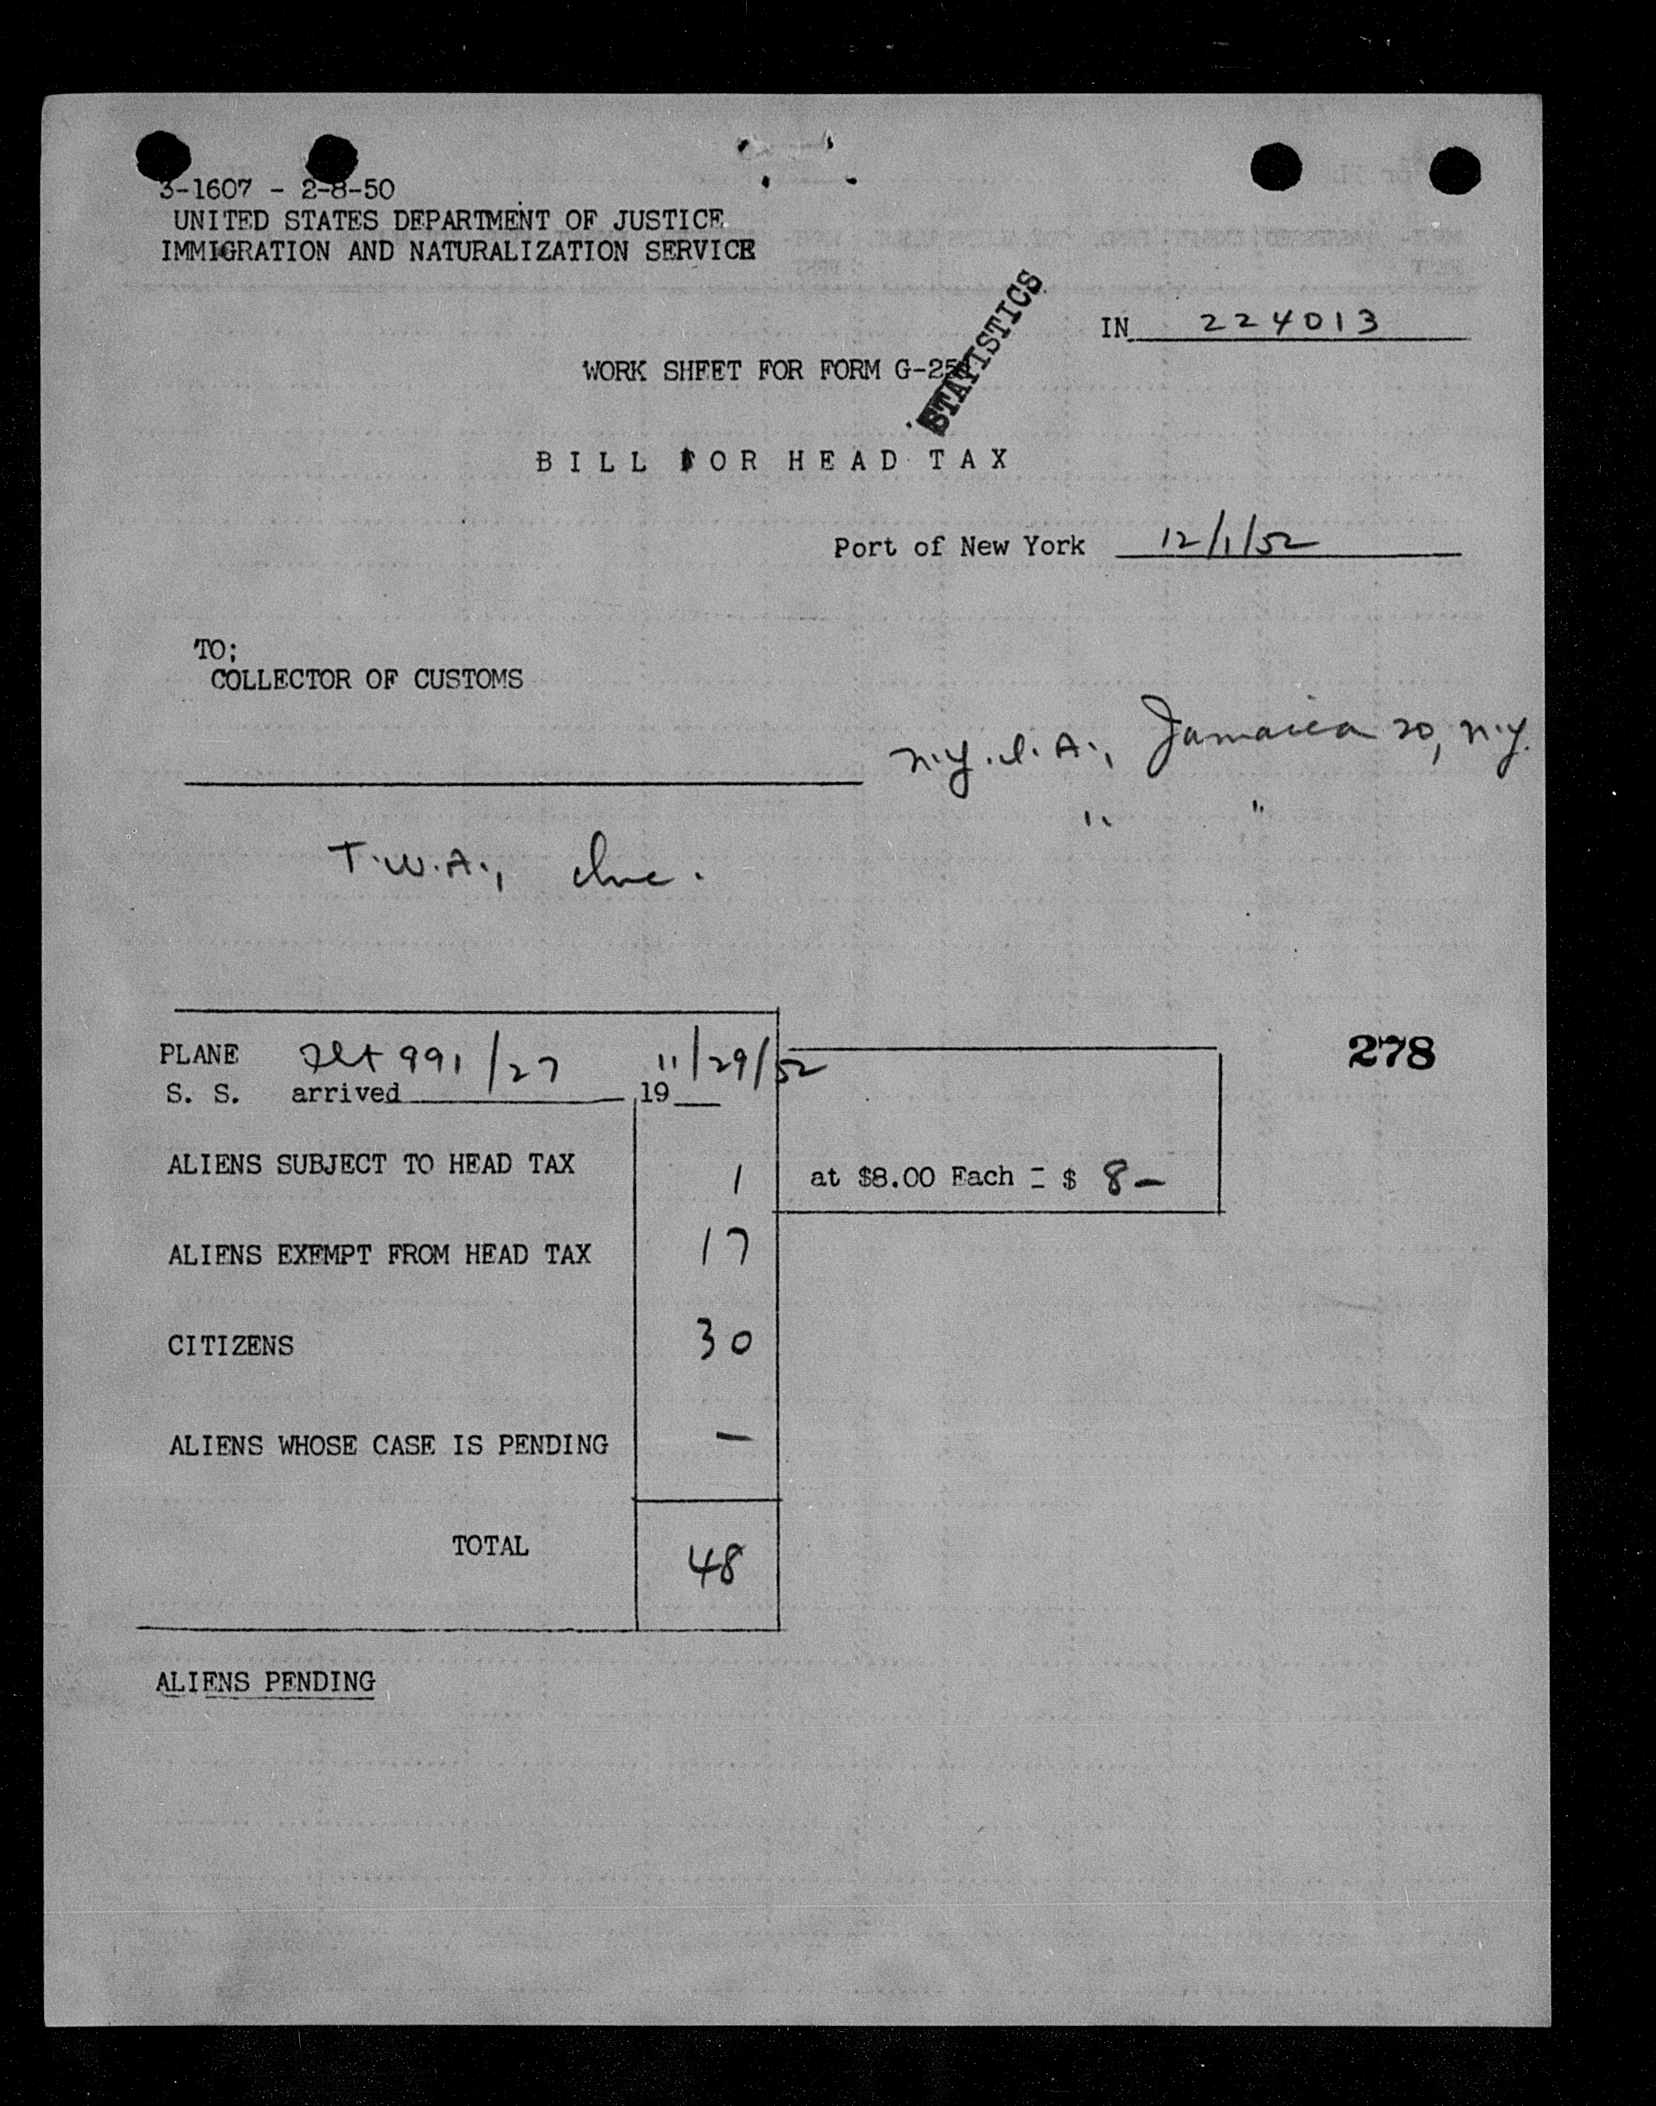 3-1607 - 2-8-50
UNITED STATES DEPARTMENT OF JUSTICE
IMMIGRATION AND NATURALIZATION SERVICE
STATISTICS
IN 224013
WORK SHEET FOR FORM G-25
BILL FOR HEAD TAX
Port of New York 12/1/52
TO;
COLLECTOR OF CUSTOMS
N.Y.I.A., Jamaica 20, N.Y.
" "
T.W.A., Inc.
PLANE Flt 991/27 11/29/52
S. S. arrived , 19
278
ALIENS SUBJECT TO HEAD TAX 1 at $8.00 Each = $ 8-
ALIENS EXEMPT FROM HEAD TAX 17
CITIZENS 30
ALIENS WHOSE CASE IS PENDING -
TOTAL 48
ALIENS PENDING